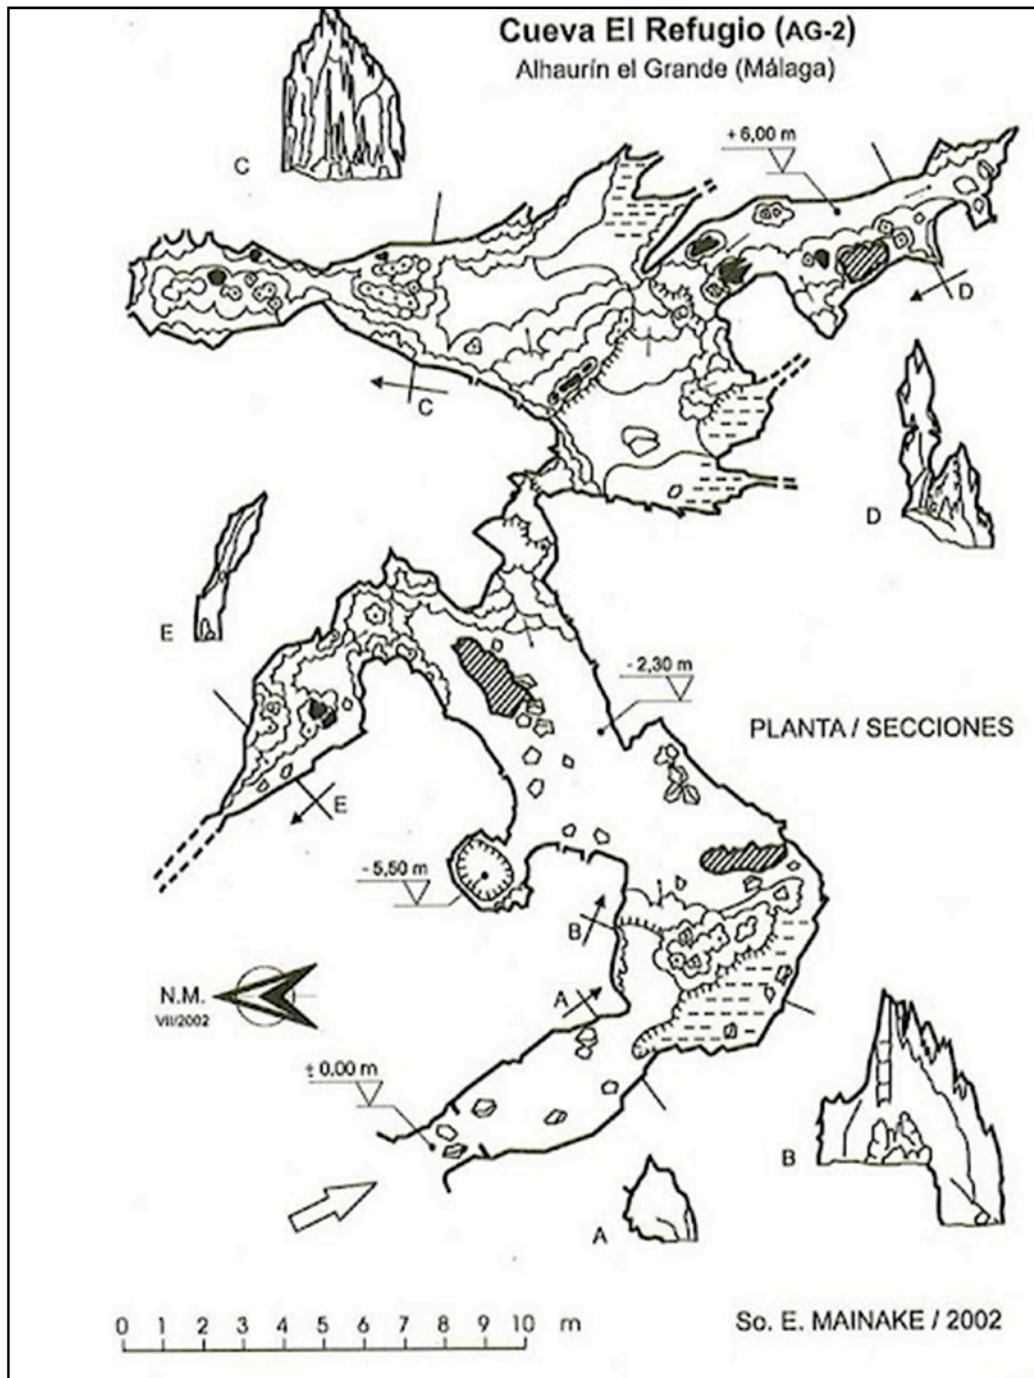 Cueva El Refugio (AG-2)
Alhaurín el Grande (Málaga)
C
+ 6,00 m
D
C
D
E
- 2,30 m
PLANTA / SECCIONES
E
- 5,50 m
B
N.M.
VII/2002
A
± 0,00 m
B
A
0 1 2 3 4 5 6 7 8 9 10 m
So. E. MAINAKE / 2002